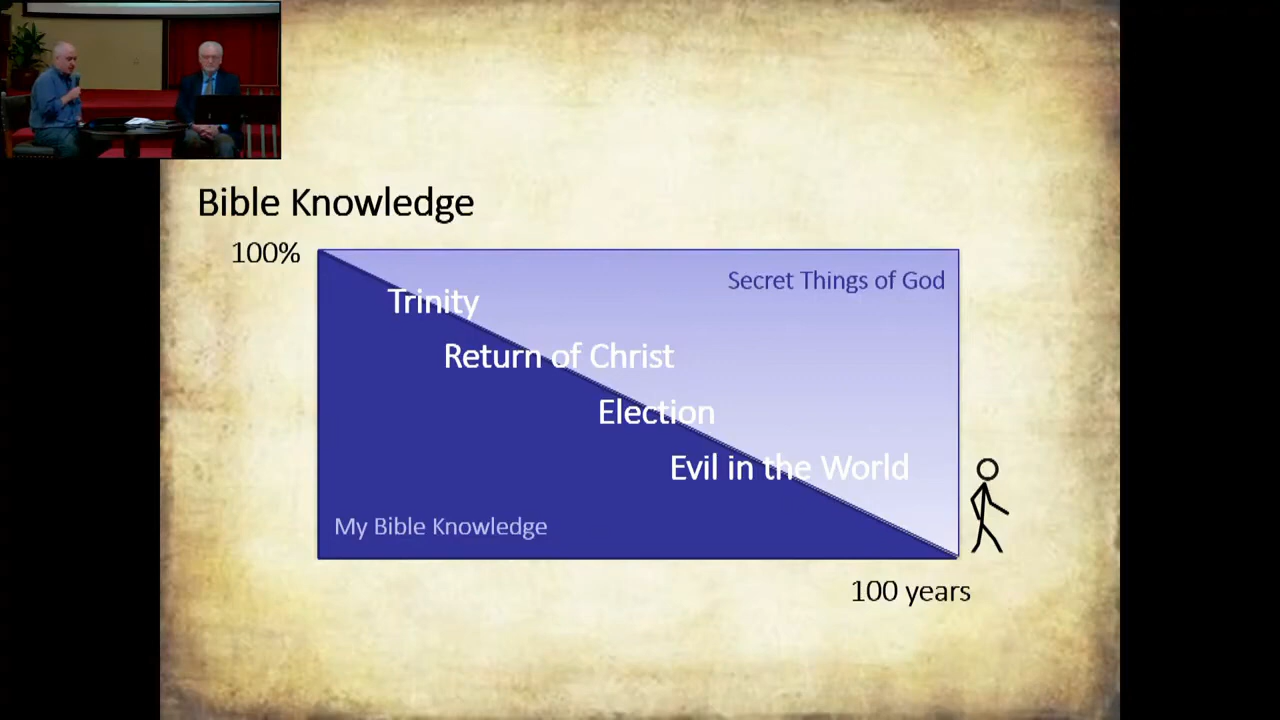 Bible Knowledge
100%
Secret Things of God
Trinity
Return of Christ
Election
Evil in the World
My Bible Knowledge
100 years